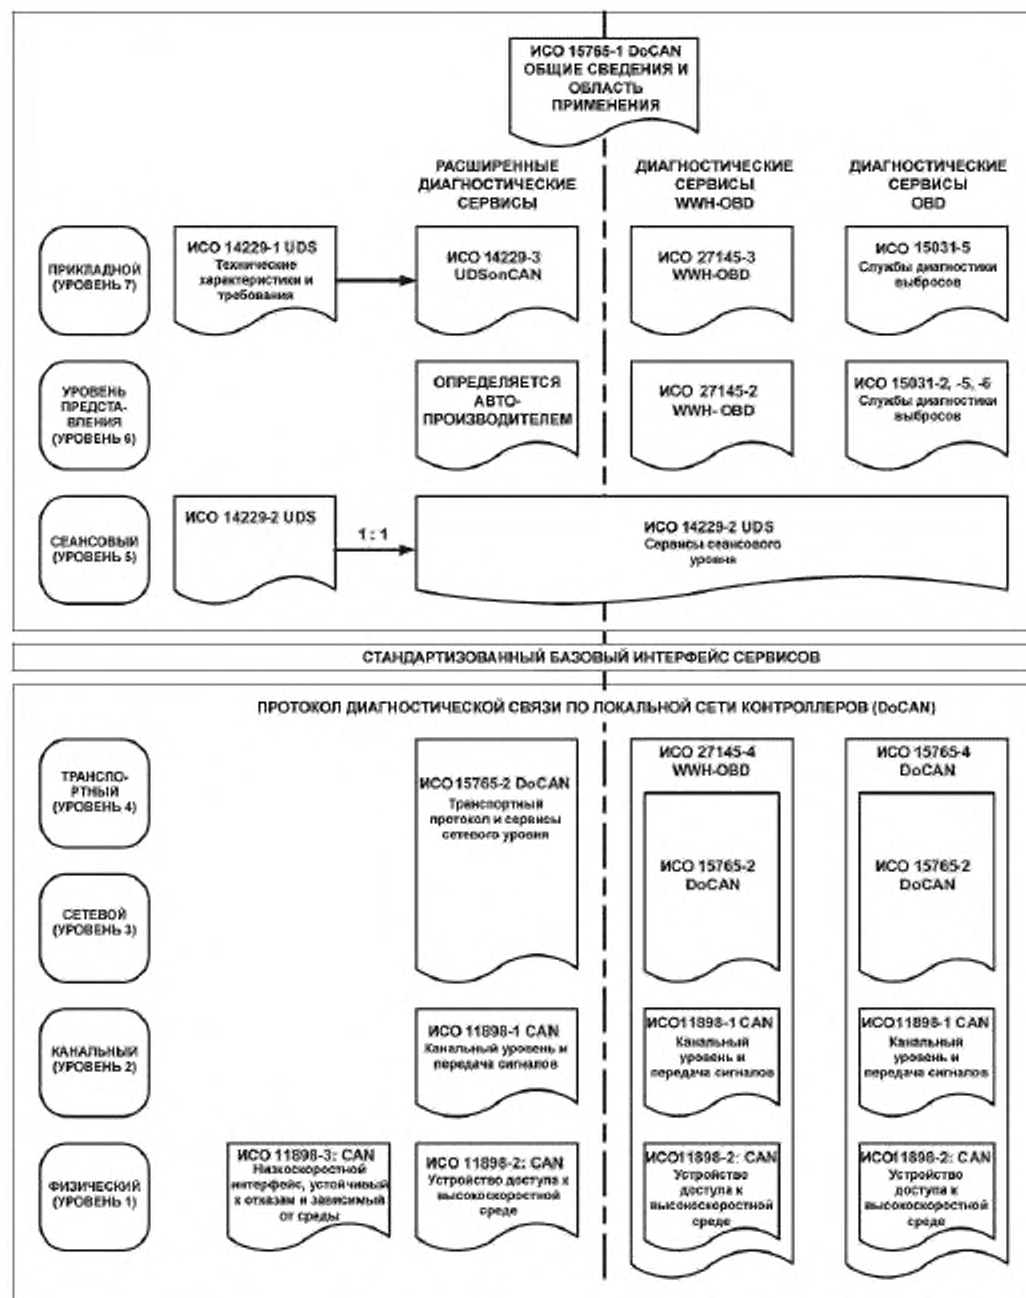 ИСО 15765-1 DoCAN
ОБЩИЕ СВЕДЕНИЯ И
ОБЛАСТЬ
ПРИМЕНЕНИЯ
РАСШИРЕННЫЕ
ДИАГНОСТИЧЕСКИЕ
СЕРВИСЫ
ДИАГНОСТИЧЕСКИЕ
СЕРВИСЫ
WWH-OBD
ДИАГНОСТИЧЕСКИЕ
СЕРВИСЫ
OBD
ПРИКЛАДНОЙ
(УРОВЕНЬ 7)
ИСО 14229-1 UDS
Технические
характеристики и
требования
ИСО 14229-3
UDSonCAN
ИСО 27145-3
WWH-OBD
ИСО 15031-5
Службы диагностики
выбросов
УРОВЕНЬ
ПРЕДСТА-
ВЛЕНИЯ
(УРОВЕНЬ 6)
ОПРЕДЕЛЯЕТСЯ
АВТО-
ПРОИЗВОДИТЕЛЕМ
ИСО 27145-2
WWH- OBD
ИСО 15031-2, -5, -6
Службы диагностики
выбросов
СЕАНСОВЫЙ
(УРОВЕНЬ 5)
ИСО 14229-2 UDS
1 : 1
ИСО 14229-2 UDS
Сервисы сеансового
уровня
СТАНДАРТИЗОВАННЫЙ БАЗОВЫЙ ИНТЕРФЕЙС СЕРВИСОВ
ПРОТОКОЛ ДИАГНОСТИЧЕСКОЙ СВЯЗИ ПО ЛОКАЛЬНОЙ СЕТИ КОНТРОЛЛЕРОВ (DoCAN)
ТРАНСПО-
РТНЫЙ
(УРОВЕНЬ 4)
ИСО 15765-2 DoCAN
Транспортный
протокол и сервисы
сетевого уровня
ИСО 27145-4
WWH-OBD
ИСО 15765-4
DoCAN
ИСО 15765-2
DoCAN
ИСО 15765-2
DoCAN
СЕТЕВОЙ
(УРОВЕНЬ 3)
КАНАЛЬНЫЙ
(УРОВЕНЬ 2)
ИСО 11898-1 CAN
Канальный уровень и
передача сигналов
ИСО11898-1 CAN
Канальный
уровень и
передача сигналов
ИСО11898-1 CAN
Канальный
уровень и
передача сигналов
ФИЗИЧЕСКИЙ
(УРОВЕНЬ 1)
ИСО 11898-3: CAN
Низкоскоростной
интерфейс, устойчивый
к отказам и зависимый
от среды
ИСО 11898-2: CAN
Устройство доступа к
высокоскоростной
среде
ИСО11898-2: CAN
Устройство
доступа к
высокоскоростной
среде
ИСО11898-2: CAN
Устройство
доступа к
высокоскоростной
среде